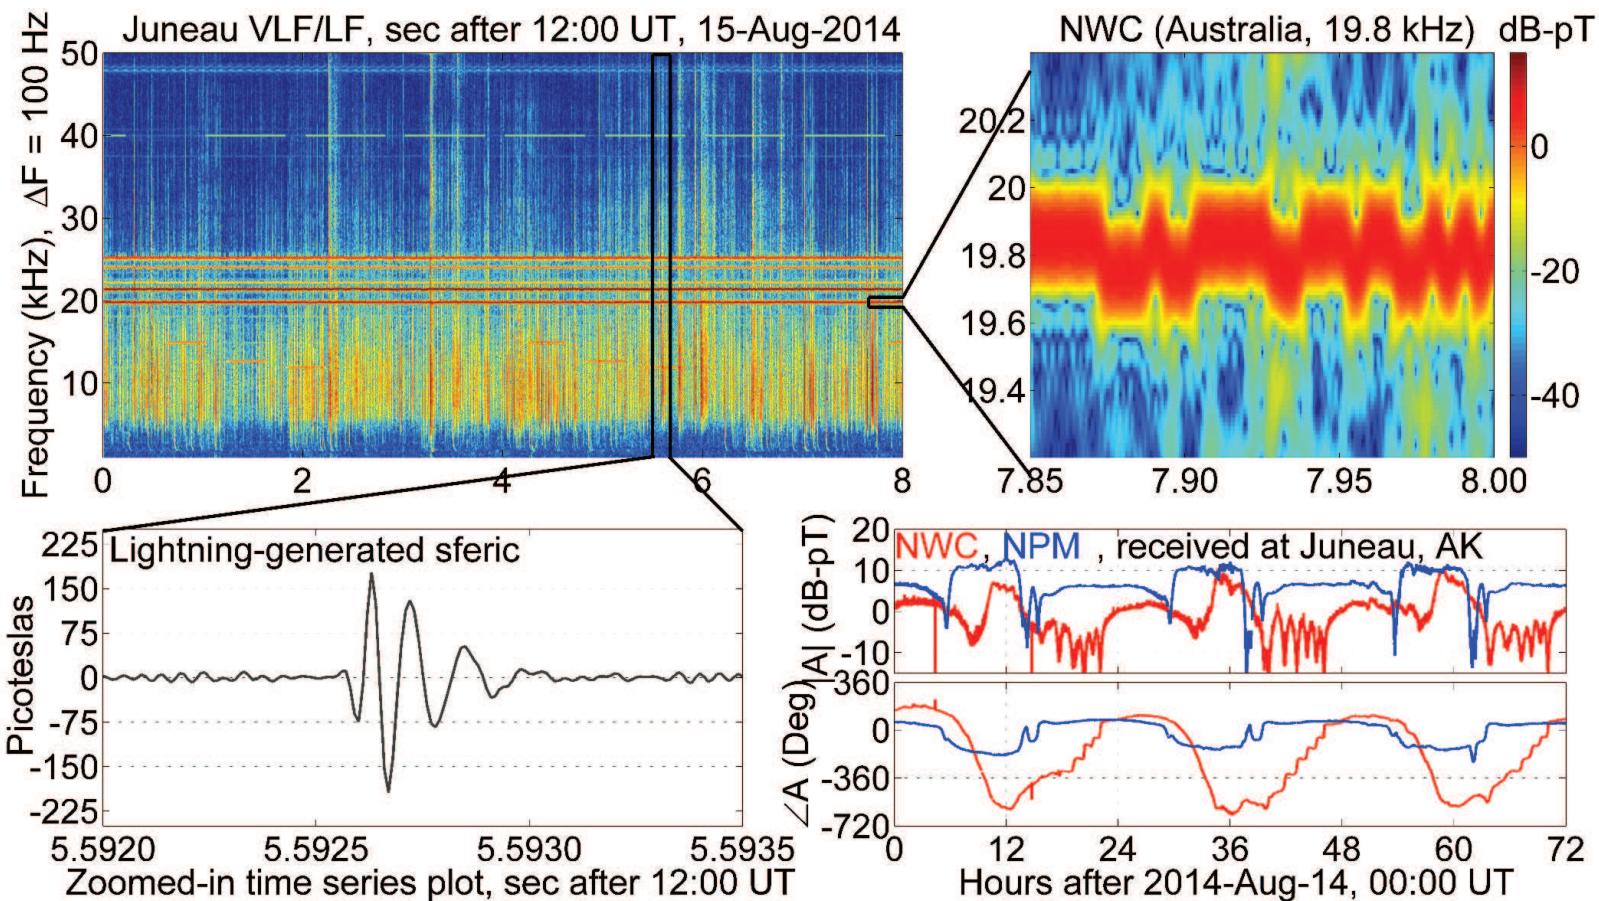 Juneau VLF/LF, sec after 12:00 UT, 15-Aug-2014
Frequency (kHz), ΔF = 100 Hz
50
40
30
20
10
0 2 4 6 8
NWC (Australia, 19.8 kHz) dB-pT
20.2
20
19.8
19.6
19.4
7.85 7.90 7.95 8.00
0
-20
-40
Lightning-generated sferic
Picoteslas
225
150
75
0
-75
-150
-225
5.5920 5.5925 5.5930 5.5935
Zoomed-in time series plot, sec after 12:00 UT
NWC, NPM , received at Juneau, AK
|A| (dB-pT)
20
10
0
-10
∠A (Deg)
360
0
-360
-720
0 12 24 36 48 60 72
Hours after 2014-Aug-14, 00:00 UT